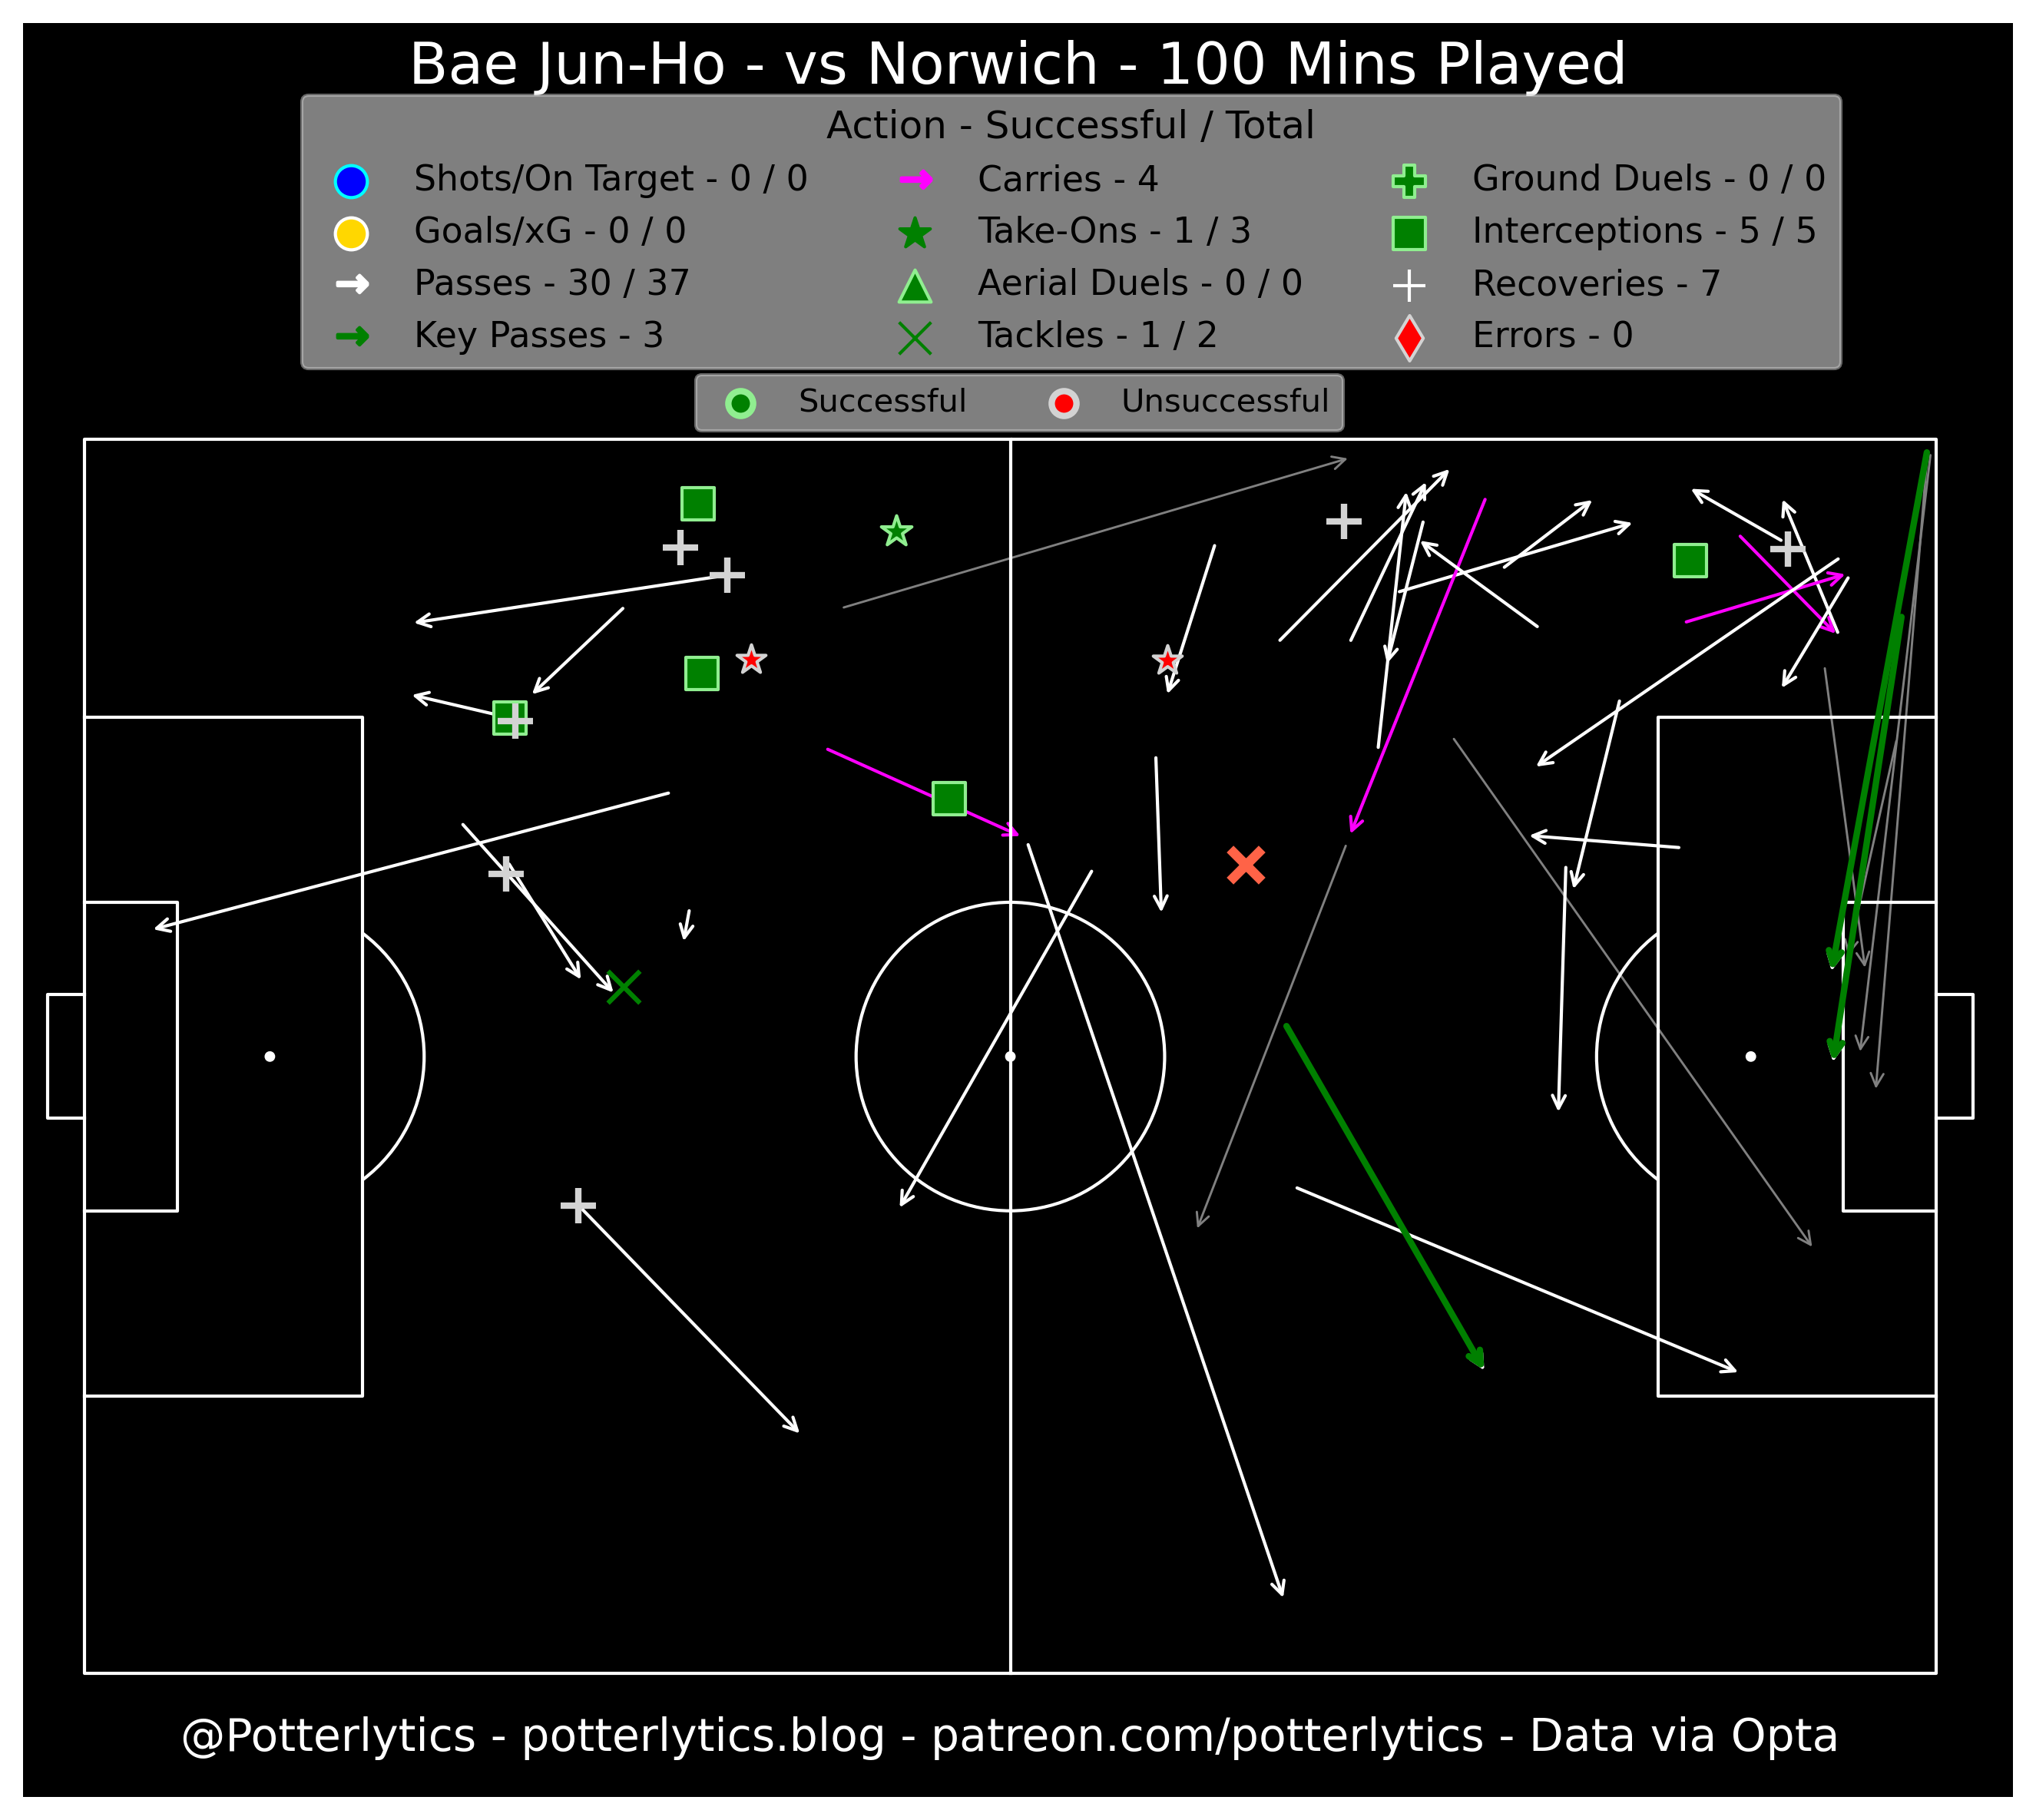 Bae Jun-Ho - vs Norwich - 100 Mins Played
Action - Successful / Total
Shots/On Target - 0 / 0
Goals/xG - 0 / 0
Passes - 30 / 37
Key Passes - 3
Carries - 4
Take-Ons - 1 / 3
Aerial Duels - 0 / 0
Tackles - 1 / 2
Ground Duels - 0 / 0
Interceptions - 5 / 5
Recoveries - 7
Errors - 0
Successful
Unsuccessful
@Potterlytics - potterlytics.blog - patreon.com/potterlytics - Data via Opta